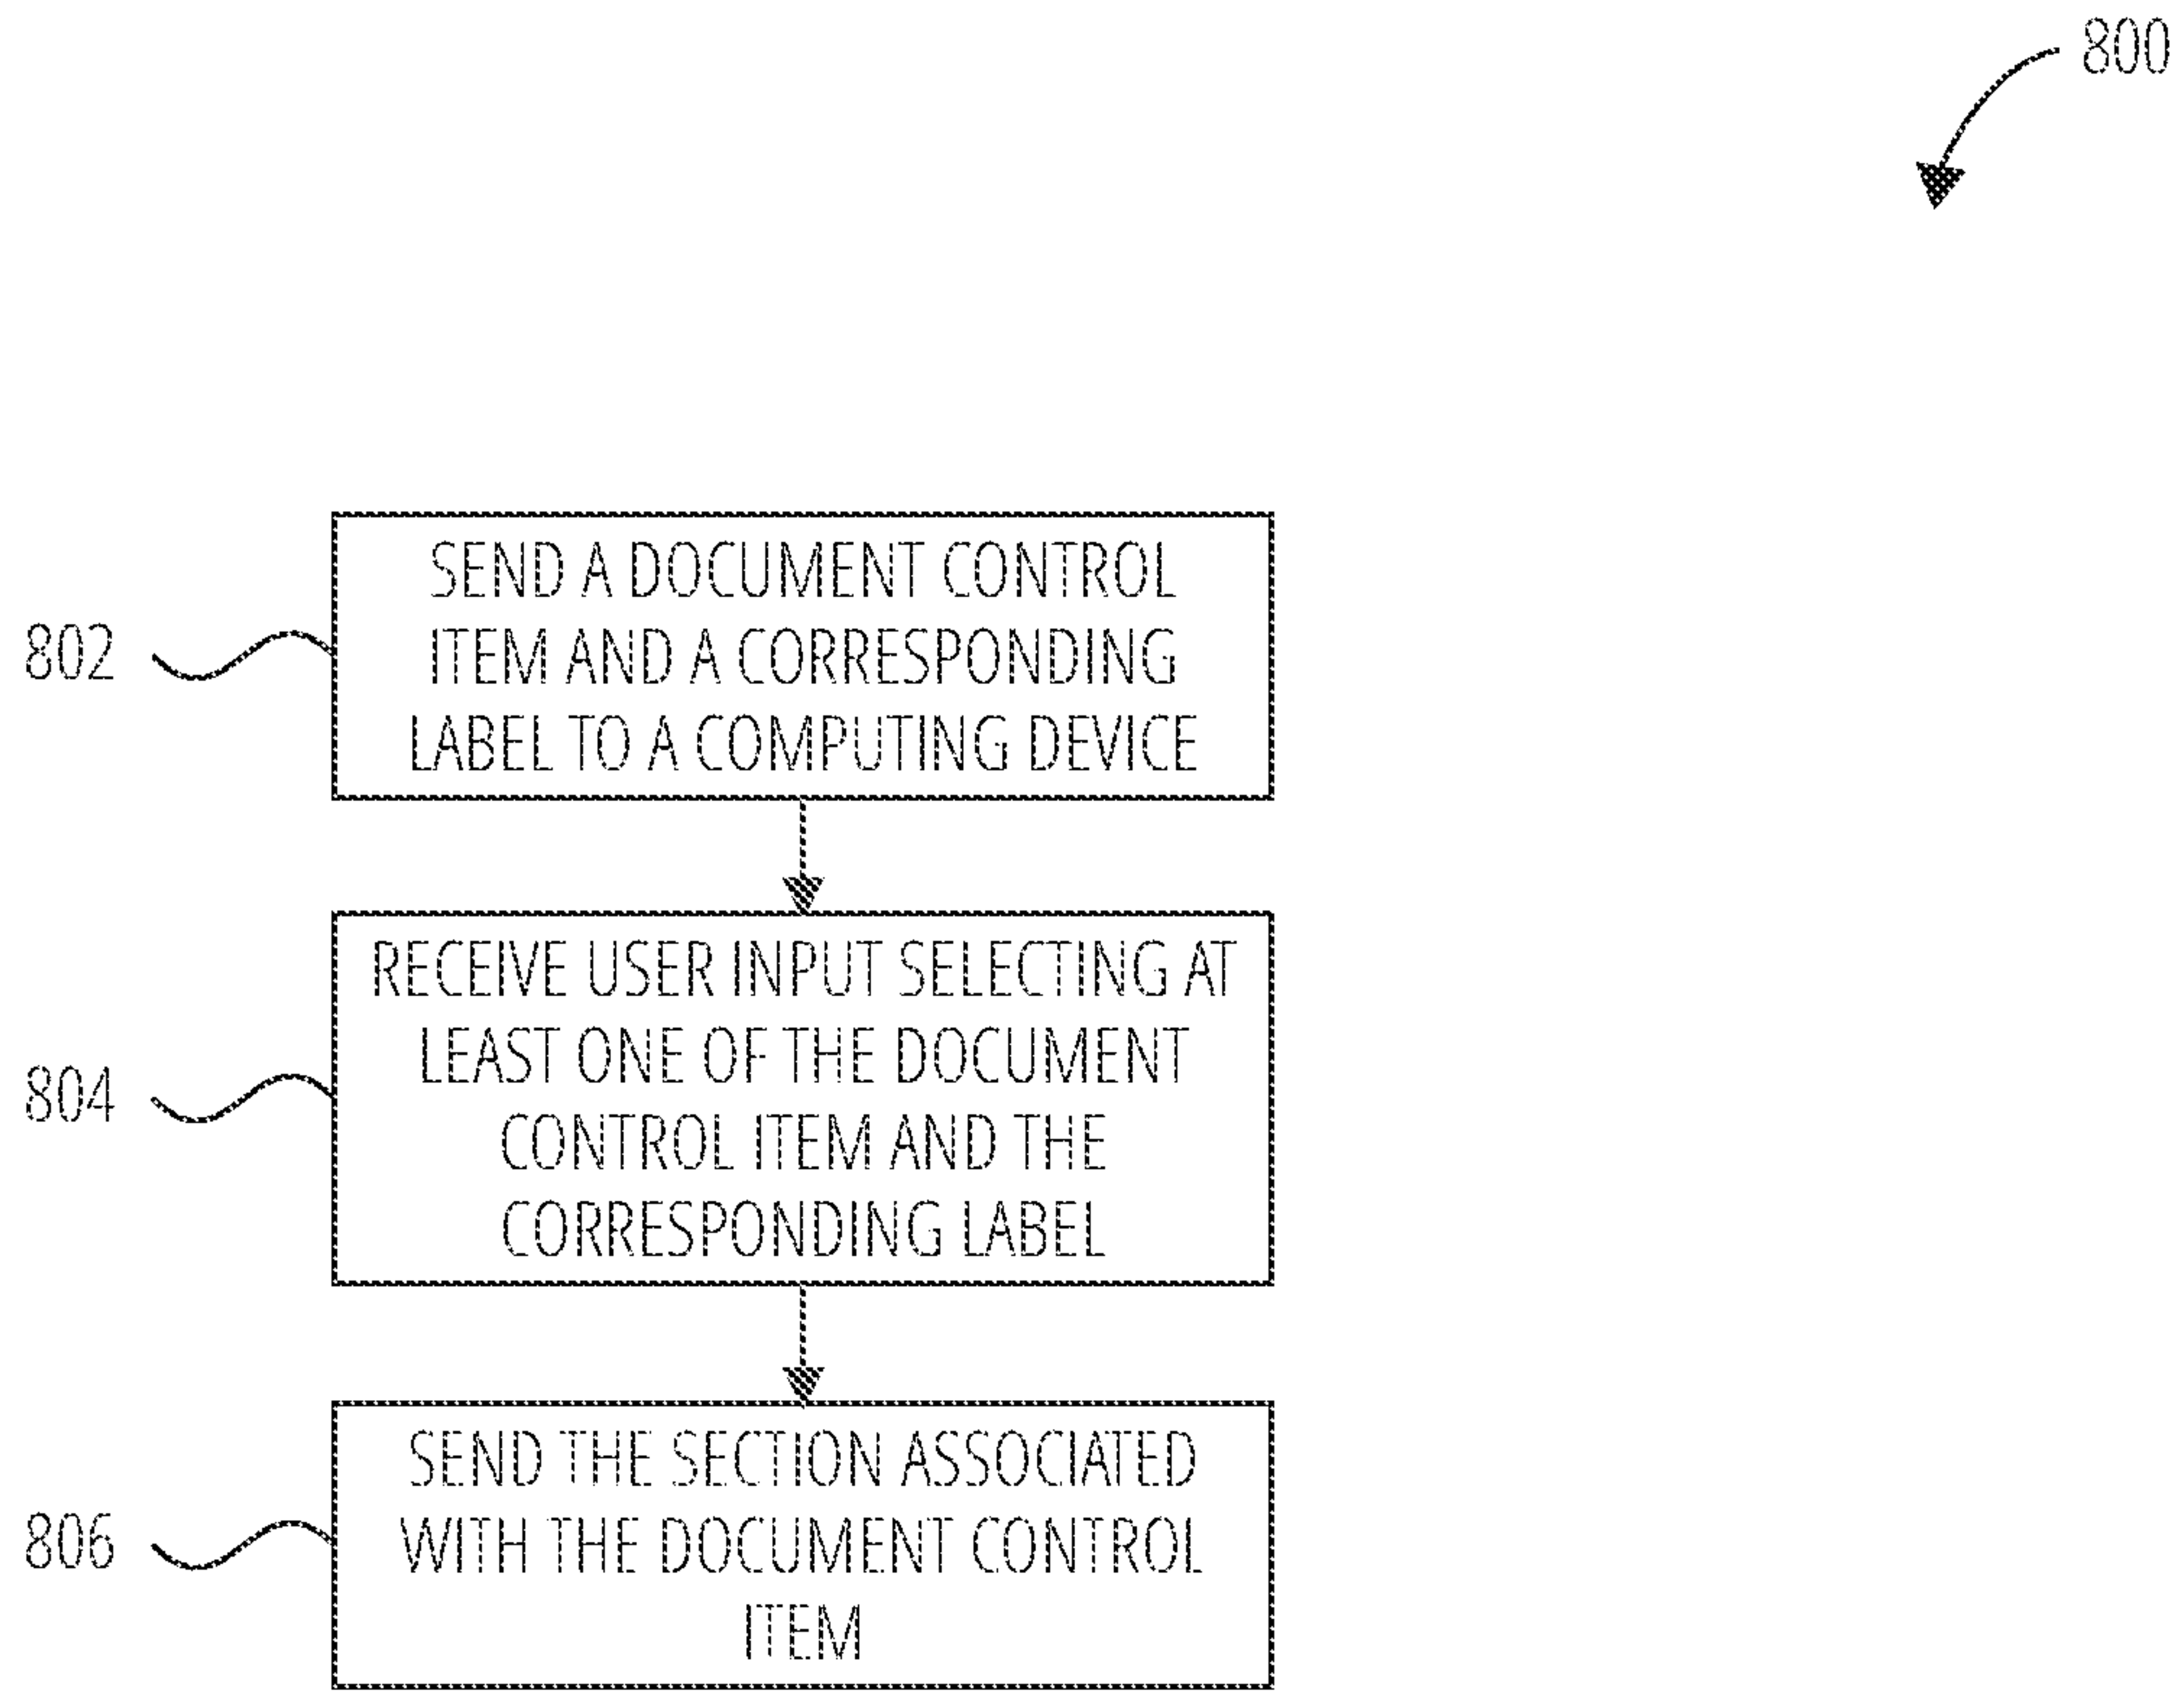 800
802
SEND A DOCUMENT CONTROL
ITEM AND A CORRESPONDING
LABEL TO A COMPUTING DEVICE
804
RECEIVE USER INPUT SELECTING AT
LEAST ONE OF THE DOCUMENT
CONTROL ITEM AND THE
CORRESPONDING LABEL
806
SEND THE SECTION ASSOCIATED
WITH THE DOCUMENT CONTROL
ITEM